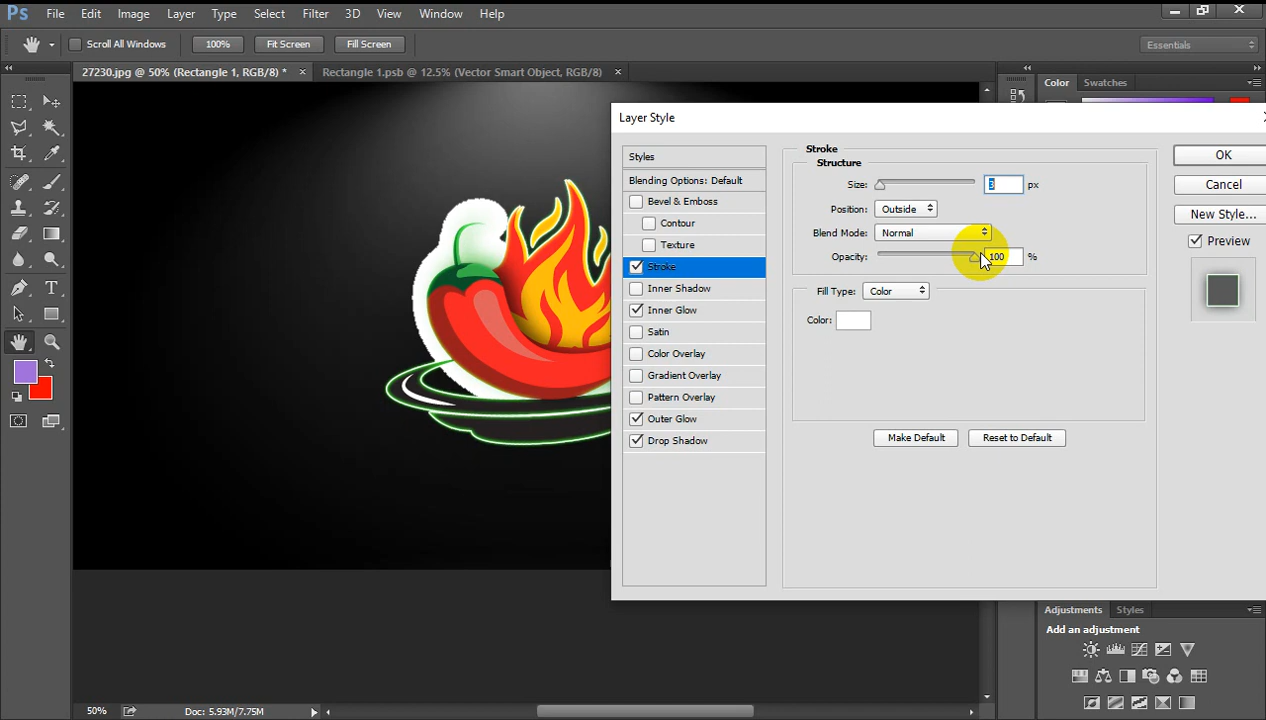 Ps File Edit Image Layer Type Select Filter 3D View Window Help
Scroll All Windows 100% Fit Screen Fill Screen Essentials
27230.jpg @ 50% (Rectangle 1, RGB/8) * × Rectangle 1.psb @ 12.5% (Vector Smart Object, RGB/8) ×
Color Swatches
Layer Style
Styles
Blending Options: Default
Bevel & Emboss
Contour
Texture
Stroke
Inner Shadow
Inner Glow
Satin
Color Overlay
Gradient Overlay
Pattern Overlay
Outer Glow
Drop Shadow
Stroke
Structure
Size: 3 px
Position: Outside
Blend Mode: Normal
Opacity: 100 %
Fill Type: Color
Color:
Make Default Reset to Default
OK
Cancel
New Style...
Preview
Adjustments Styles
Add an adjustment
50% Doc: 5.93M/7.75M